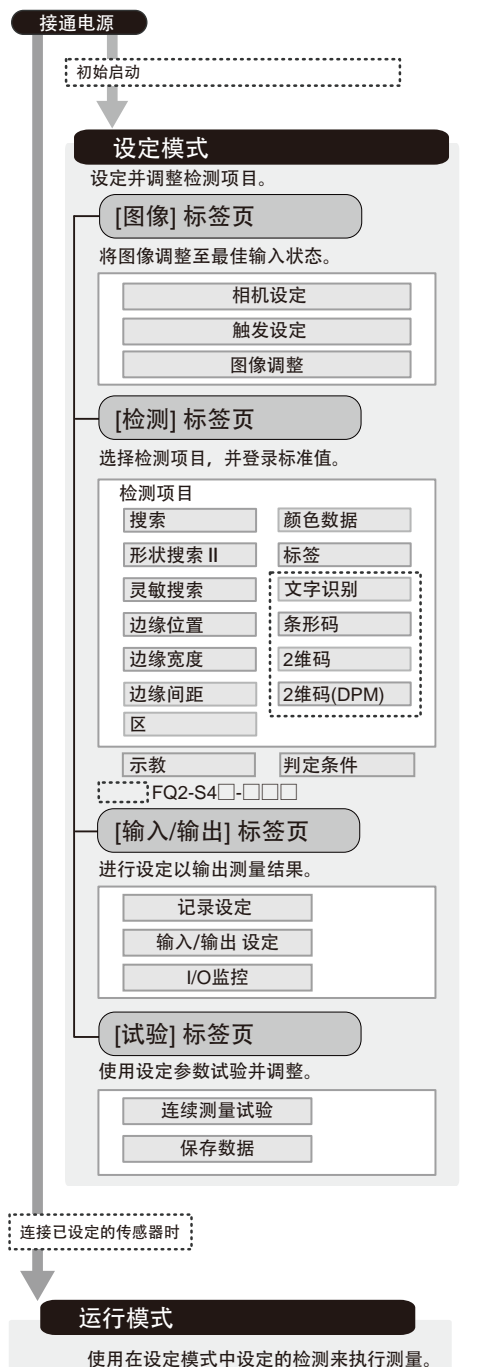 接通电源
初始启动
设定模式
设定并调整检测项目。
[图像] 标签页
将图像调整至最佳输入状态。
相机设定
触发设定
图像调整
[检测] 标签页
选择检测项目，并登录标准值。
检测项目
搜索 颜色数据
形状搜索 II 标签
灵敏搜索 文字识别
边缘位置 条形码
边缘宽度 2维码
边缘间距 2维码(DPM)
区
示教 判定条件
FQ2-S4□-□□□
[输入/输出] 标签页
进行设定以输出测量结果。
记录设定
输入/输出 设定
I/O监控
[试验] 标签页
使用设定参数试验并调整。
连续测量试验
保存数据
连接已设定的传感器时
运行模式
使用在设定模式中设定的检测来执行测量。